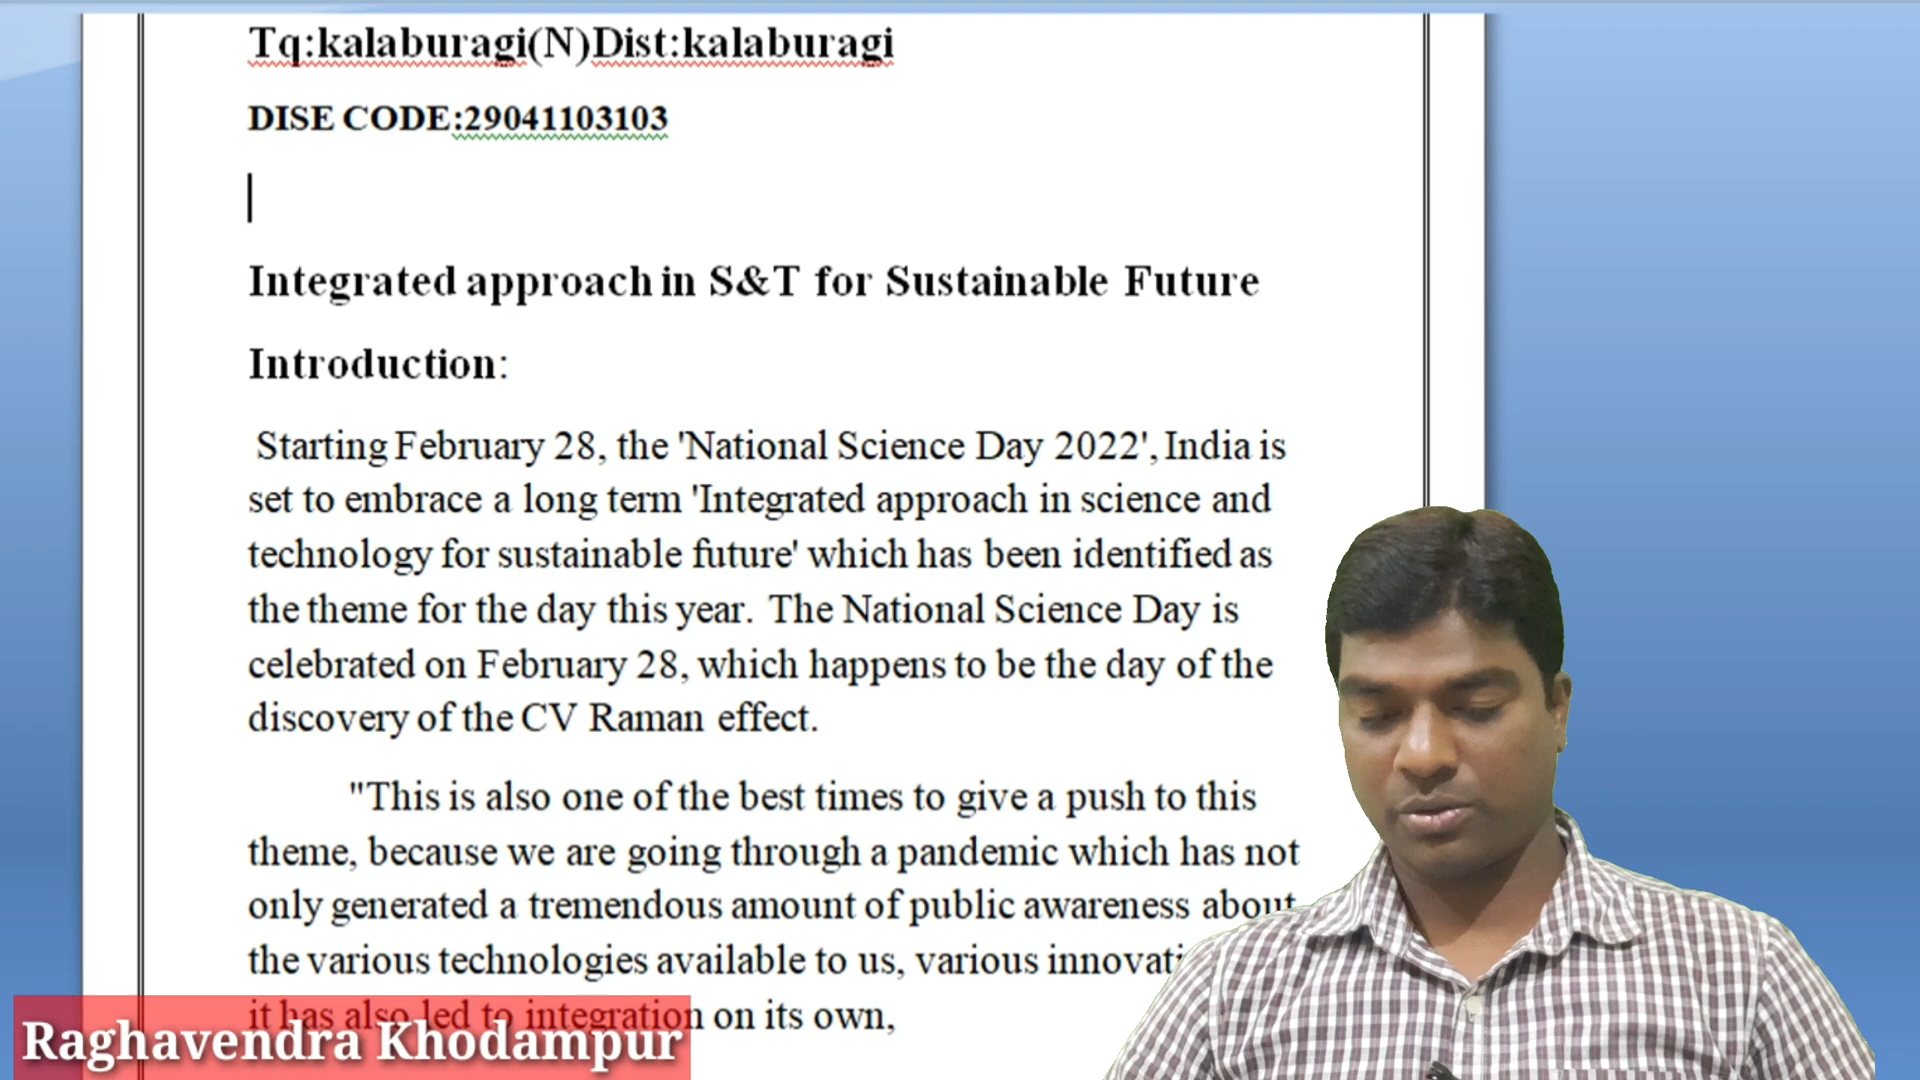 Tq:kalaburagi(N)Dist:kalaburagi
DISE CODE:29041103103
Integrated approach in S&T for Sustainable Future
Introduction:
Starting February 28, the 'National Science Day 2022', India is
set to embrace a long term 'Integrated approach in science and
technology for sustainable future' which has been identified as
the theme for the day this year. The National Science Day is
celebrated on February 28, which happens to be the day of the
discovery of the CV Raman effect.
"This is also one of the best times to give a push to this
theme, because we are going through a pandemic which has not
only generated a tremendous amount of public awareness about
the various technologies available to us, various
it has also led to integration on its own,
Raghavendra Khodampur